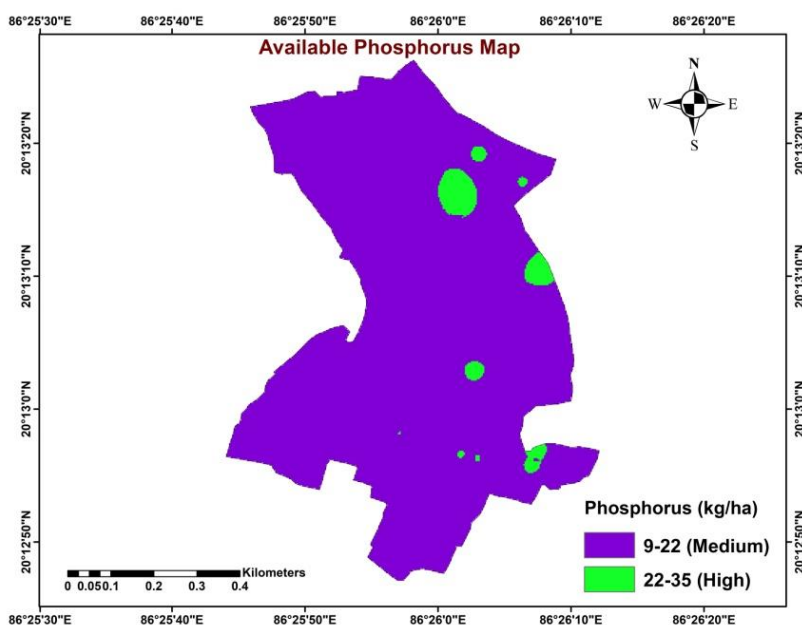 86°25'30"E 86°25'40"E 86°25'50"E 86°26'0"E 86°26'10"E 86°26'20"E
Available Phosphorus Map
N
W E
S
20°13'20"N 20°13'20"N
20°13'10"N 20°13'10"N
20°13'0"N 20°13'0"N
Phosphorus (kg/ha)
20°12'50"N 20°12'50"N
9-22 (Medium)
Kilometers
0 0.05 0.1 0.2 0.3 0.4
22-35 (High)
86°25'30"E 86°25'40"E 86°25'50"E 86°26'0"E 86°26'10"E 86°26'20"E